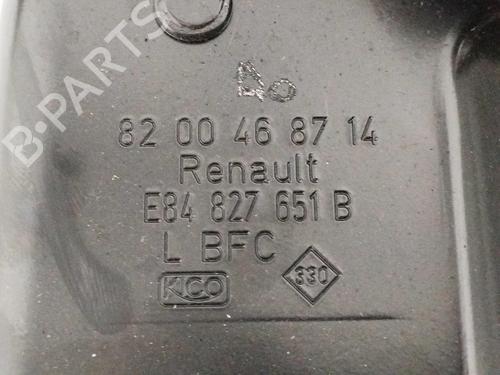 B-PARTS
82 00 46 87 14
Renault
E84 827 651 B
L BFC
KICO
330